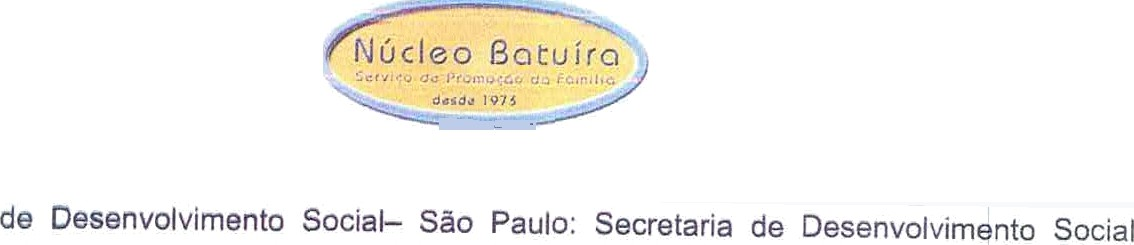 Núcleo Batuíra
Serviço de Promoção da Família
desde 1975
de Desenvolvimento Social– São Paulo: Secretaria de Desenvolvimento Social